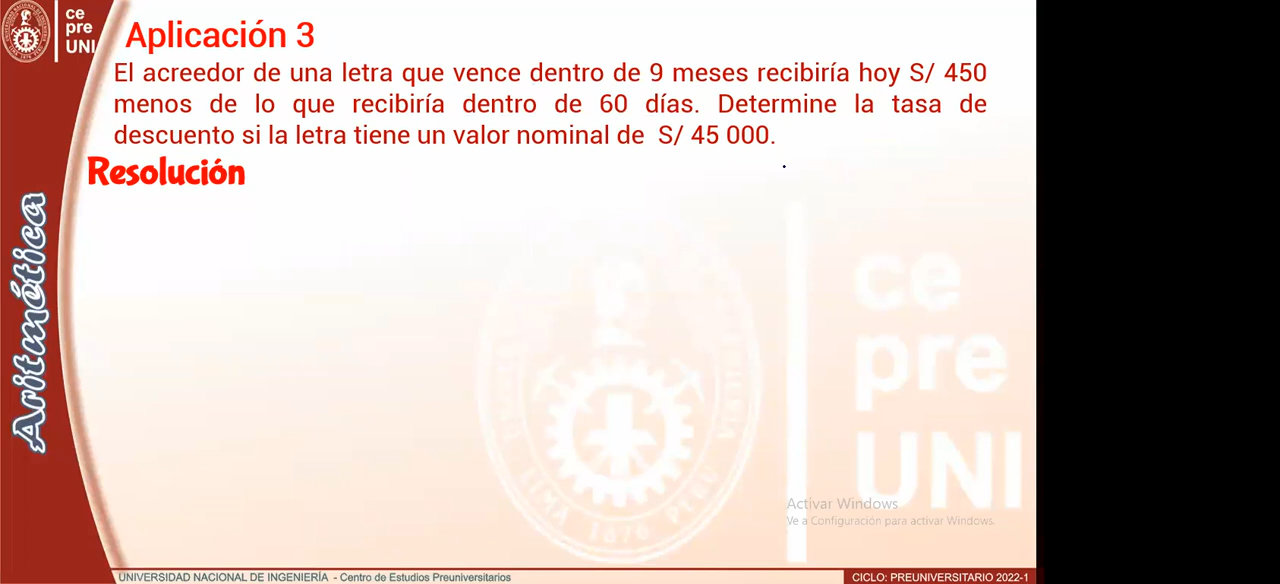 ce
pre
UNI
Aplicación 3
El acreedor de una letra que vence dentro de 9 meses recibiría hoy S/ 450
menos de lo que recibiría dentro de 60 días. Determine la tasa de
descuento si la letra tiene un valor nominal de S/ 45 000.
Resolución
Aritmética
ce
pre
UNI
LIMA 1876 PERU
Activar Windows
Ve a Configuración para activar Windows.
UNIVERSIDAD NACIONAL DE INGENIERÍA - Centro de Estudios Preuniversitarios
CICLO: PREUNIVERSITARIO 2022-1